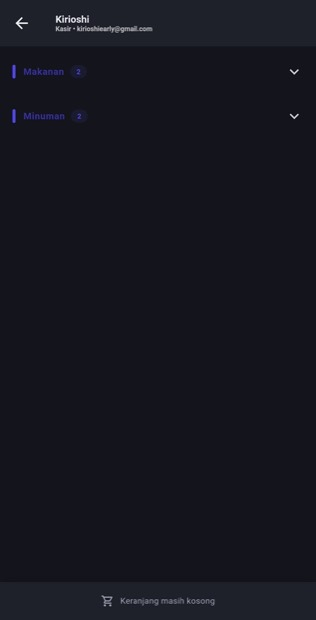 Kirioshi
Kasir • kirioshiearly@gmail.com
Makanan 2
Minuman 2
Keranjang masih kosong